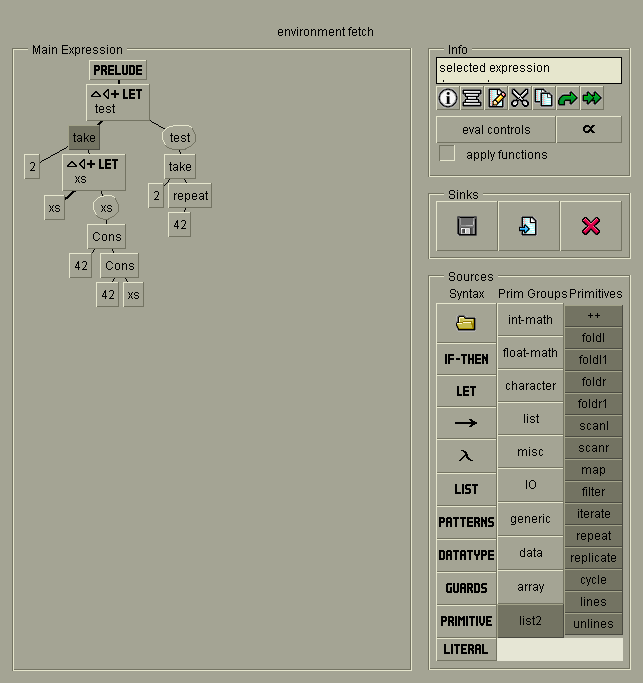 environment fetch
Main Expression
PRELUDE
LET
test
take
test
2
LET
xs
take
2
repeat
42
xs
xs
Cons
42
Cons
42
xs
Info
selected expression
eval controls
α
apply functions
Sinks
Sources
Syntax
IF-THEN
LET
→
λ
LIST
PATTERNS
DATATYPE
GUARDS
PRIMITIVE
LITERAL
Prim Groups
int-math
float-math
character
list
misc
IO
generic
data
array
list2
Primitives
++
foldl
foldl1
foldr
foldr1
scanl
scanr
map
filter
iterate
repeat
replicate
cycle
lines
unlines